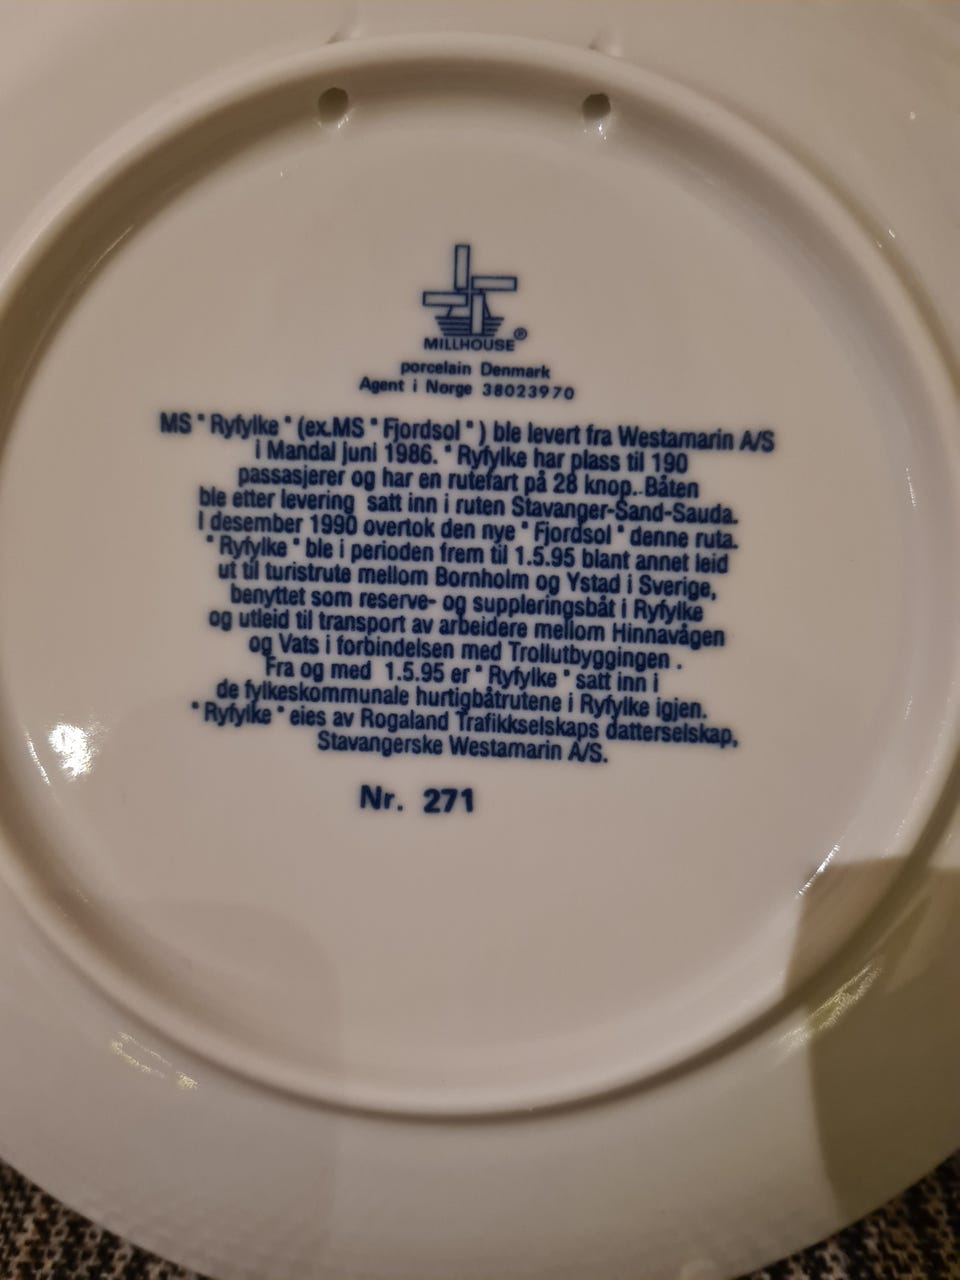 MILLHOUSE ®
porcelain Denmark
Agent i Norge 38023970
MS "Ryfylke" (ex.MS "Fjordsol") ble levert fra Westamarin A/S
i Mandal juni 1986. "Ryfylke har plass til 190
passasjerer og har en rutefart på 28 knop..Båten
ble etter levering satt inn i ruten Stavanger-Sand-Sauda.
I desember 1990 overtok den nye "Fjordsol" denne ruta.
"Ryfylke" ble i perioden frem til 1.5.95 blant annet leid
ut til turistrute mellom Bornholm og Ystad i Sverige,
benyttet som reserve- og suppleringsbåt i Ryfylke
og utleid til transport av arbeidere mellom Hinnavågen
og Vats i forbindelsen med Trollutbyggingen .
Fra og med 1.5.95 er "Ryfylke" satt inn i
de fylkeskommunale hurtigbåtrutene i Ryfylke igjen.
"Ryfylke" eies av Rogaland Trafikkselskaps datterselskap,
Stavangerske Westamarin A/S.
Nr. 271